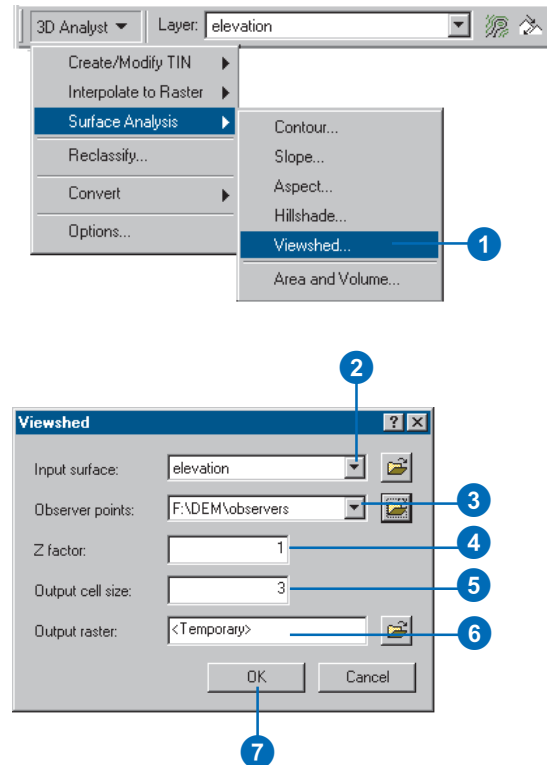 3D Analyst Layer: elevation
Create/Modify TIN
Interpolate to Raster
Surface Analysis
Reclassify...
Convert
Options...
Contour...
Slope...
Aspect...
Hillshade...
Viewshed... 1
Area and Volume...
2
Viewshed ? X
Input surface: elevation
Observer points: F:\DEM\observers 3
Z factor: 1 4
Output cell size: 3 5
Output raster: <Temporary> 6
OK Cancel
7